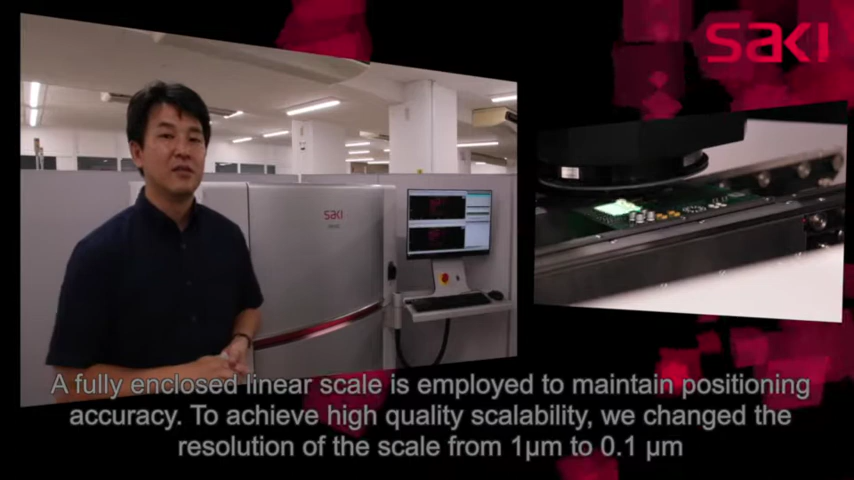 saki
saki
A fully enclosed linear scale is employed to maintain positioning
accuracy. To achieve high quality scalability, we changed the
resolution of the scale from 1µm to 0.1 µm